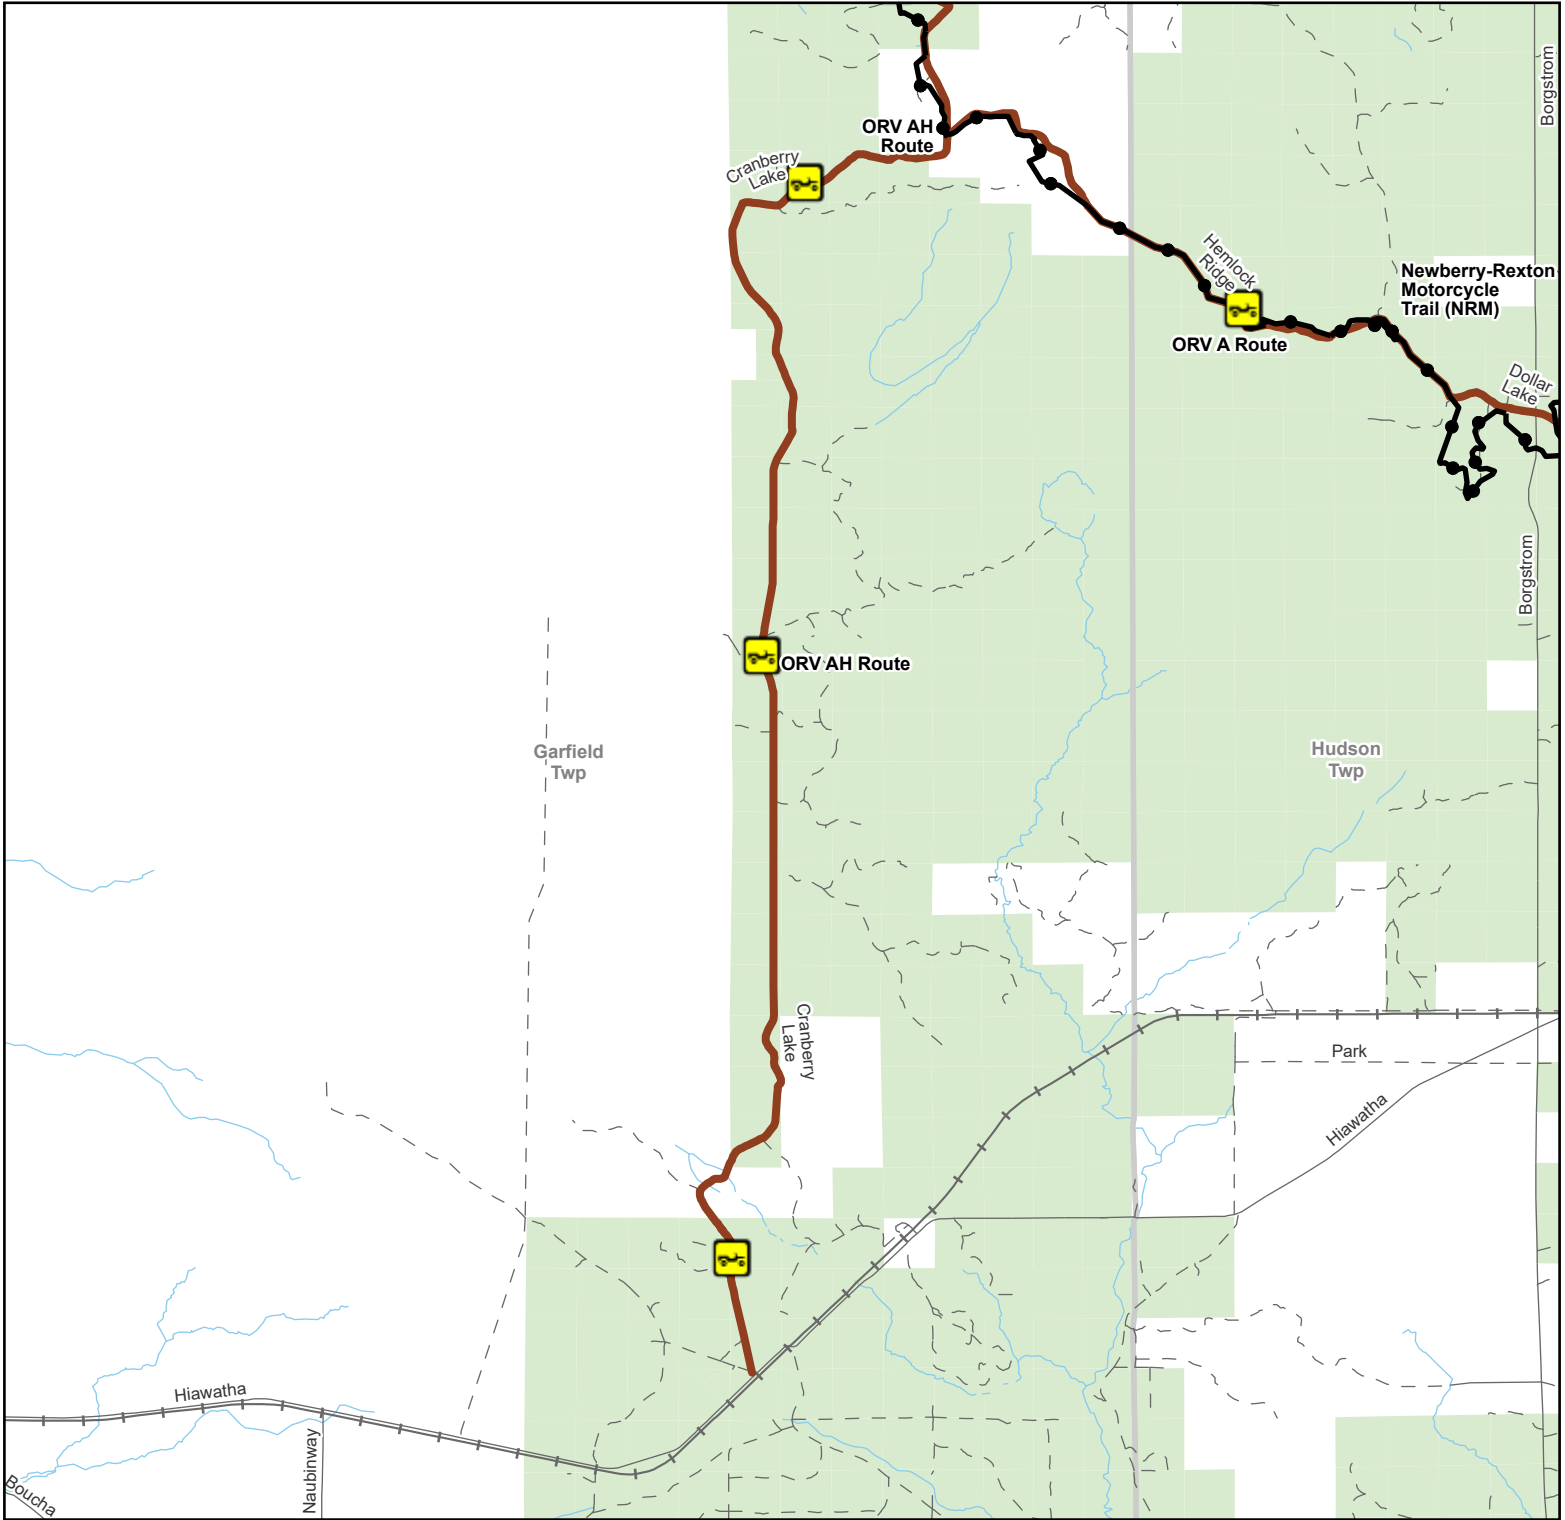 Borgstrom
ORV AH
Route
Cranberry
Lake
Hemlock
Ridge
Newberry-Rexton
Motorcycle
Trail (NRM)
ORV A Route
Dollar
Lake
Borgstrom
ORV AH Route
Garfield
Twp
Hudson
Twp
Cranberry
Lake
Park
Hiawatha
Hiawatha
Naubinway
Boucha